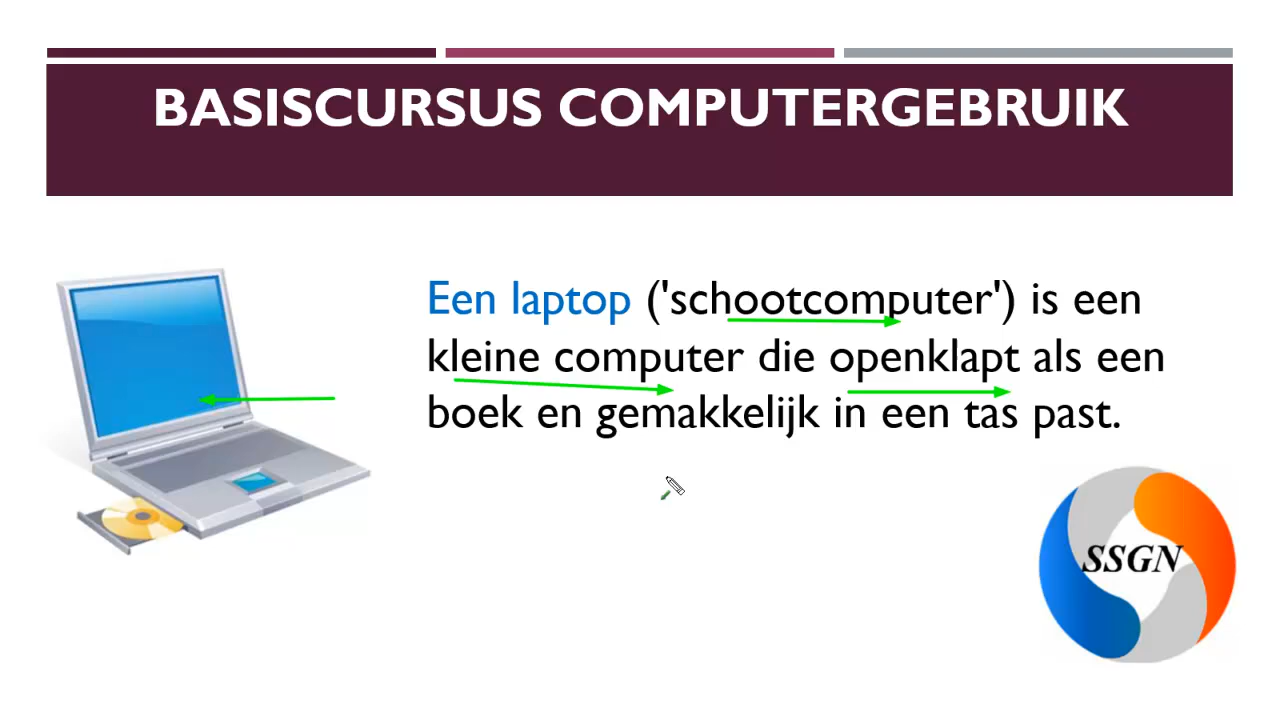 BASISCURSUS COMPUTERGEBRUIK
Een laptop ('schootcomputer') is een
kleine computer die openklapt als een
boek en gemakkelijk in een tas past.
SSGN